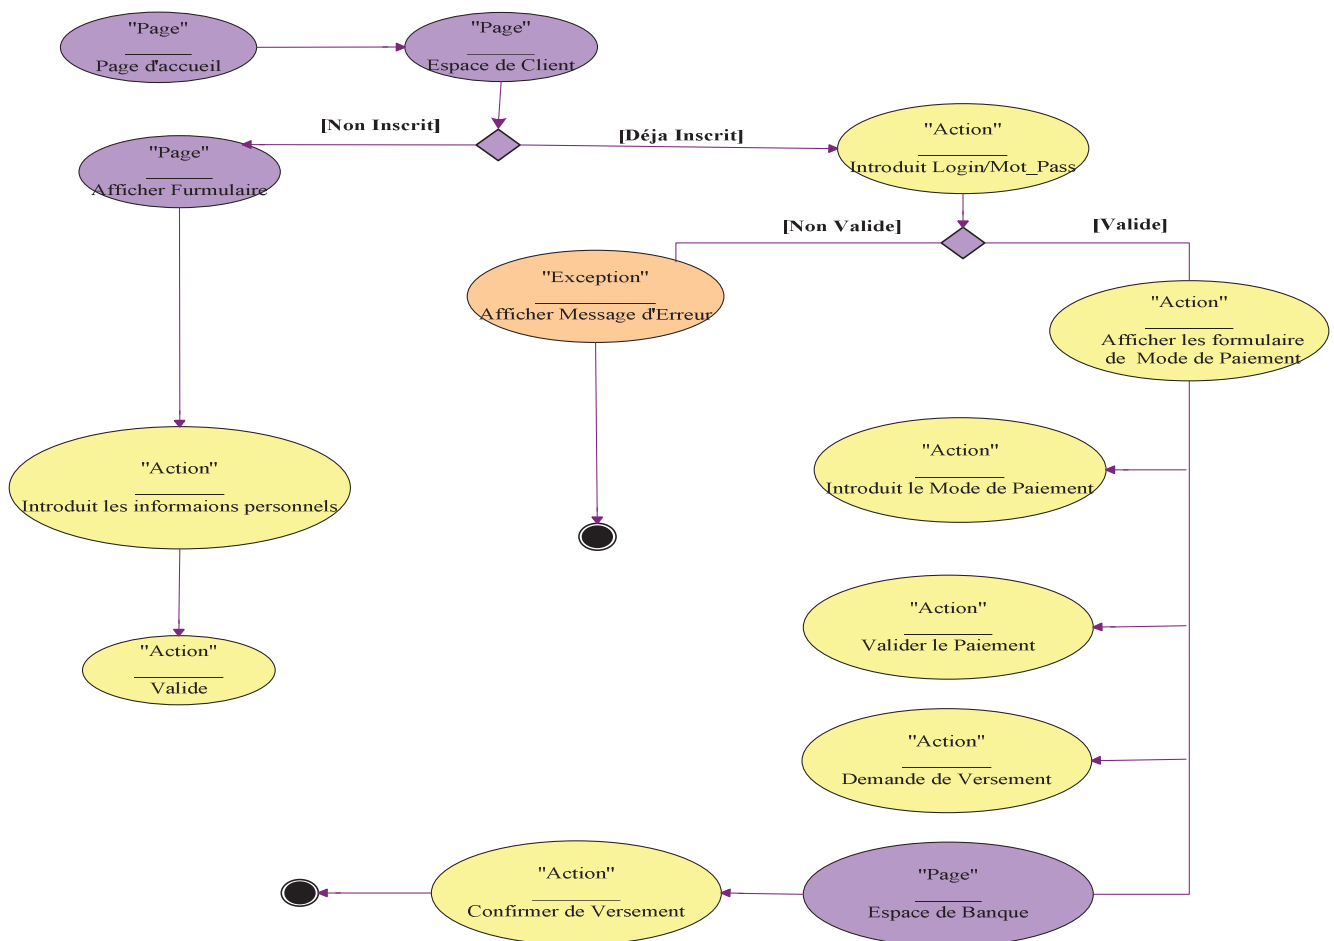 "Page"
Page d'accueil
"Page"
Espace de Client
[Non Inscrit]
[Déja Inscrit]
"Page"
Afficher Furmulaire
"Action"
Introduit Login/Mot_Pass
[Non Valide]
[Valide]
"Exception"
Afficher Message d'Erreur
"Action"
Afficher les formulaire
de Mode de Paiement
"Action"
Introduit les informaions personnels
"Action"
Introduit le Mode de Paiement
"Action"
Valider le Paiement
"Action"
Valide
"Action"
Demande de Versement
"Action"
Confirmer de Versement
"Page"
Espace de Banque